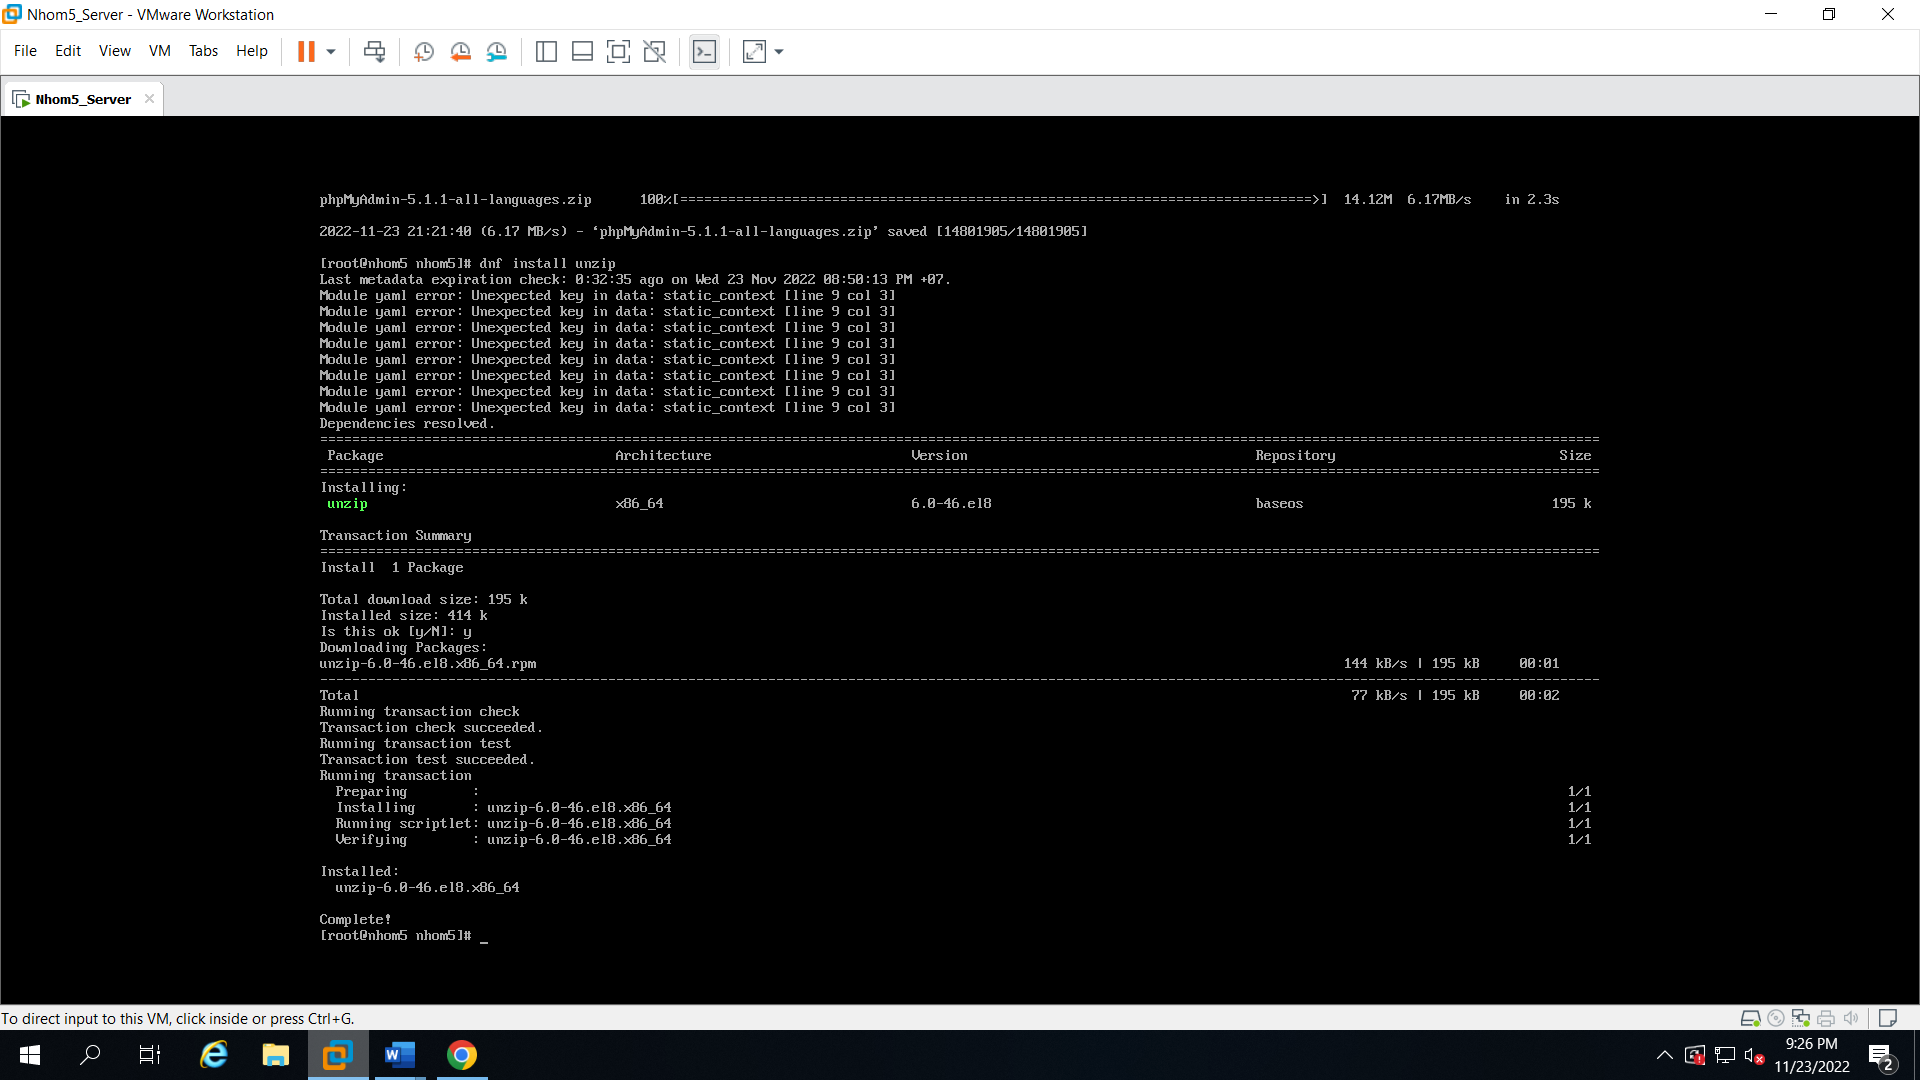 Nhom5_Server - VMware Workstation
File Edit View VM Tabs Help
Nhom5_Server
phpMyAdmin-5.1.1-all-languages.zip 100%[===============================================================================>] 14.12M 6.17MB/s in 2.3s
2022-11-23 21:21:40 (6.17 MB/s) - ‘phpMyAdmin-5.1.1-all-languages.zip’ saved [14801905/14801905]
[root@nhom5 nhom5]# dnf install unzip
Last metadata expiration check: 0:32:35 ago on Wed 23 Nov 2022 08:50:13 PM +07.
Module yaml error: Unexpected key in data: static_context [line 9 col 3]
Module yaml error: Unexpected key in data: static_context [line 9 col 3]
Module yaml error: Unexpected key in data: static_context [line 9 col 3]
Module yaml error: Unexpected key in data: static_context [line 9 col 3]
Module yaml error: Unexpected key in data: static_context [line 9 col 3]
Module yaml error: Unexpected key in data: static_context [line 9 col 3]
Module yaml error: Unexpected key in data: static_context [line 9 col 3]
Module yaml error: Unexpected key in data: static_context [line 9 col 3]
Dependencies resolved.
Package Architecture Version Repository Size
Installing:
unzip x86_64 6.0-46.el8 baseos 195 k
Transaction Summary
Install 1 Package
Total download size: 195 k
Installed size: 414 k
Is this ok [y/N]: y
Downloading Packages:
unzip-6.0-46.el8.x86_64.rpm 144 kB/s | 195 kB 00:01
Total 77 kB/s | 195 kB 00:02
Running transaction check
Transaction check succeeded.
Running transaction test
Transaction test succeeded.
Running transaction
Preparing : 1/1
Installing : unzip-6.0-46.el8.x86_64 1/1
Running scriptlet: unzip-6.0-46.el8.x86_64 1/1
Verifying : unzip-6.0-46.el8.x86_64 1/1
Installed:
unzip-6.0-46.el8.x86_64
Complete!
[root@nhom5 nhom5]# _
To direct input to this VM, click inside or press Ctrl+G.
9:26 PM
11/23/2022
2